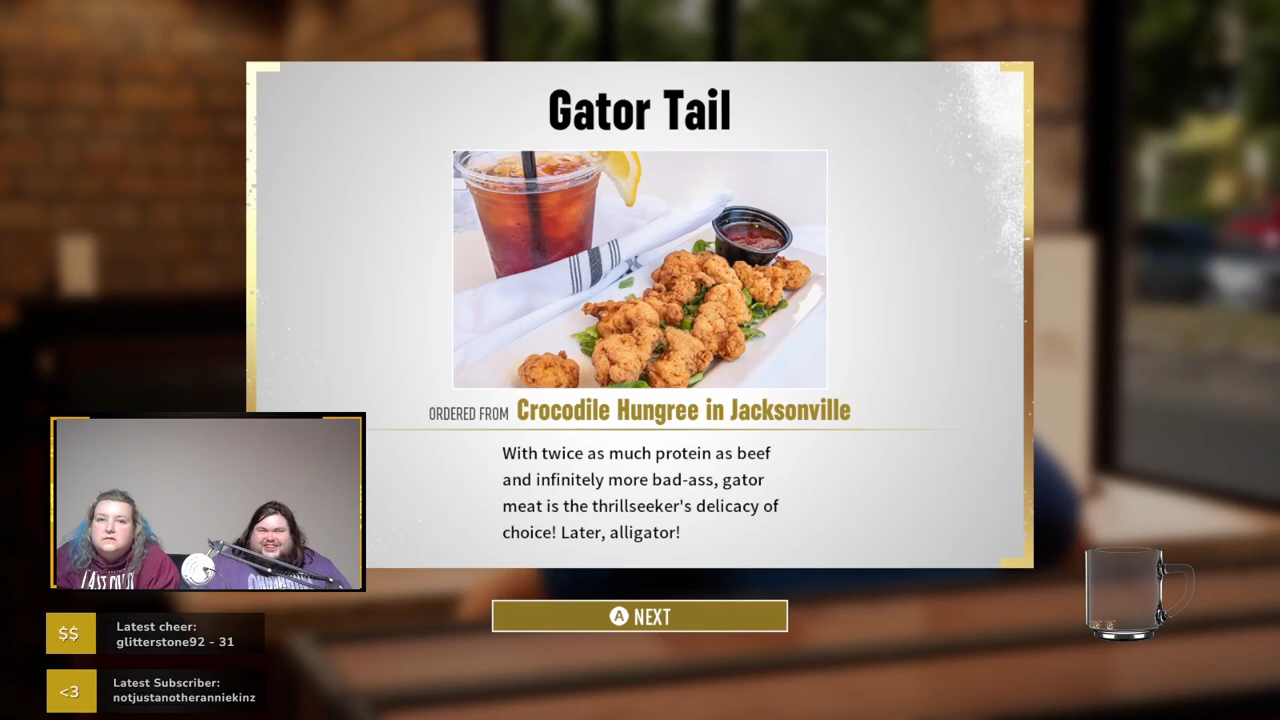 Gator Tail
ORDERED FROM Crocodile Hungree in Jacksonville
With twice as much protein as beef
and infinitely more bad-ass, gator
meat is the thrillseeker's delicacy of
choice! Later, alligator!
A NEXT
$$
Latest cheer:
glitterstone92 - 31
<3
Latest Subscriber:
notjustanotheranniekinz